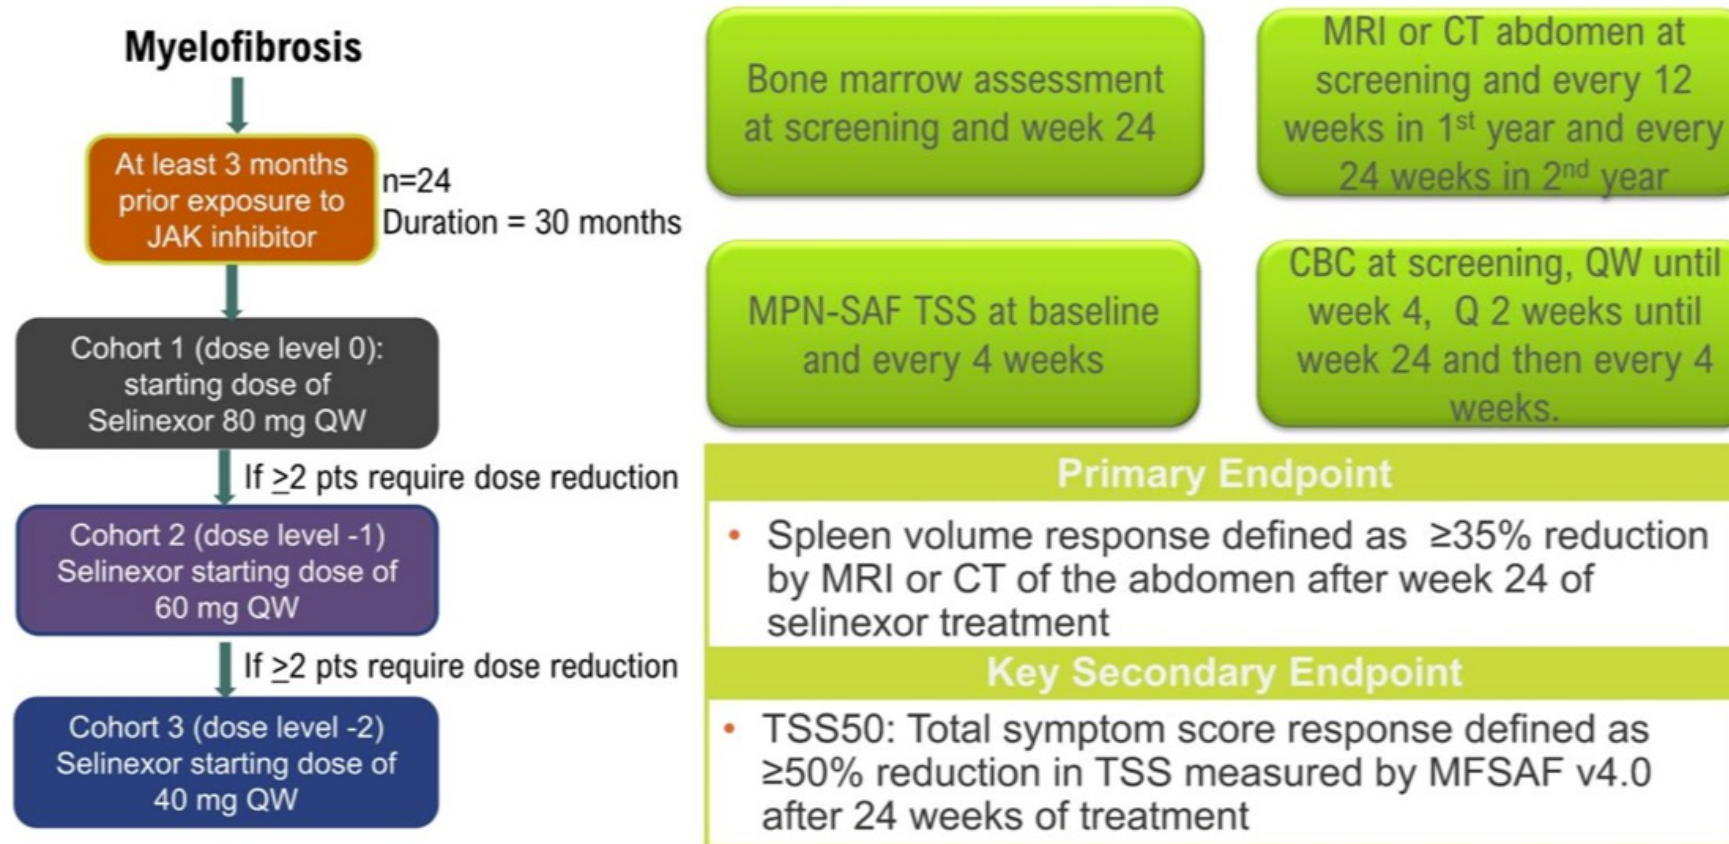 Myelofibrosis
At least 3 months
prior exposure to
JAK inhibitor
n=24
Duration = 30 months
Cohort 1 (dose level 0):
starting dose of
Selinexor 80 mg QW
If ≥2 pts require dose reduction
Cohort 2 (dose level -1)
Selinexor starting dose of
60 mg QW
If ≥2 pts require dose reduction
Cohort 3 (dose level -2)
Selinexor starting dose of
40 mg QW
Bone marrow assessment
at screening and week 24
MRI or CT abdomen at
screening and every 12
weeks in 1st year and every
24 weeks in 2nd year
MPN-SAF TSS at baseline
and every 4 weeks
CBC at screening, QW until
week 4, Q 2 weeks until
week 24 and then every 4
weeks.
Primary Endpoint
• Spleen volume response defined as ≥35% reduction
by MRI or CT of the abdomen after week 24 of
selinexor treatment
Key Secondary Endpoint
• TSS50: Total symptom score response defined as
≥50% reduction in TSS measured by MFSAF v4.0
after 24 weeks of treatment